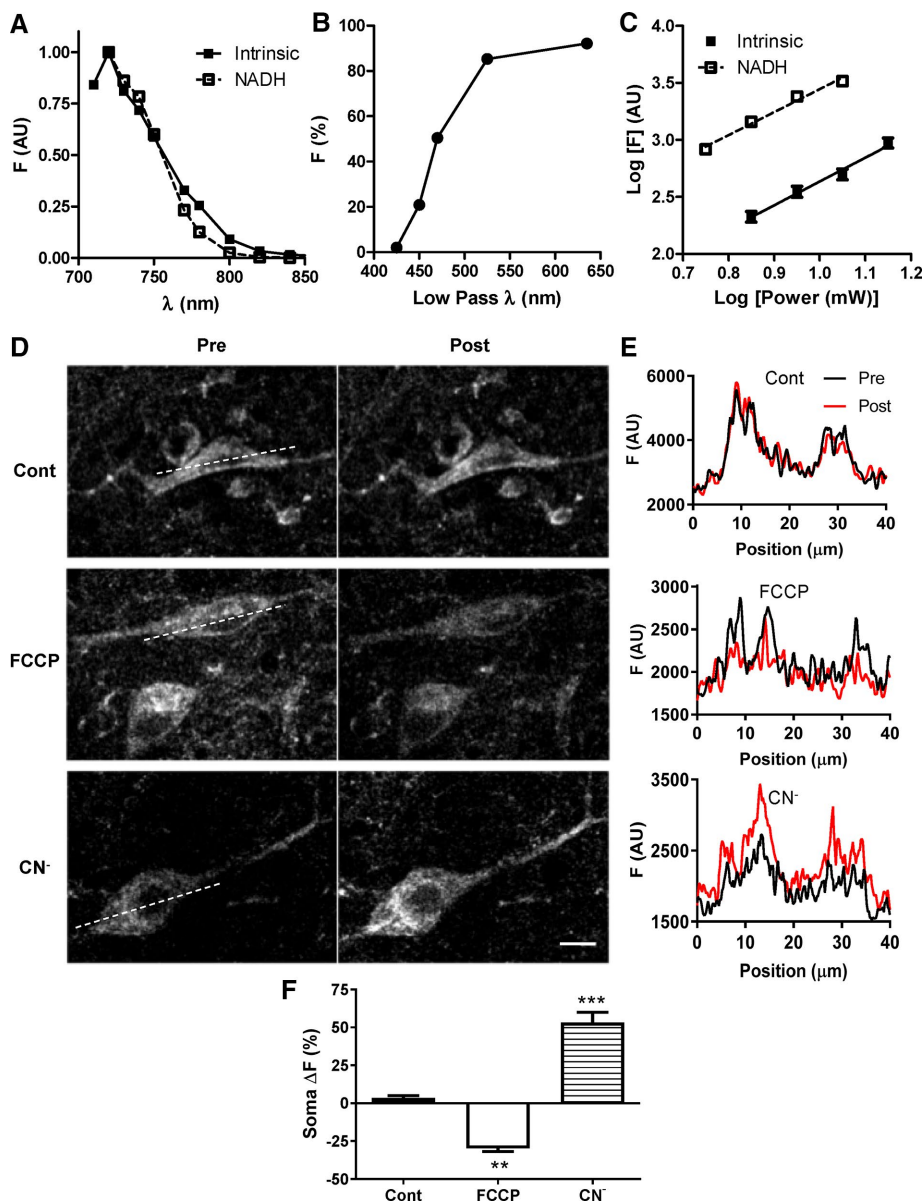 A
Intrinsic
NADH
1.00
0.75
0.50
0.25
0.00
F (AU)
700
750
800
850
λ (nm)
B
100
80
60
40
20
0
F (%)
400
450
500
550
600
650
Low Pass λ (nm)
C
Intrinsic
NADH
4.0
3.5
3.0
2.5
2.0
Log [F] (AU)
0.7
0.8
0.9
1.0
1.1
1.2
Log [Power (mW)]
D
Pre
Post
Cont
FCCP
CN-
E
Cont
Pre
Post
6000
4000
2000
F (AU)
0
10
20
30
40
Position (μm)
FCCP
3000
2500
2000
1500
F (AU)
0
10
20
30
40
Position (μm)
CN-
3500
2500
1500
F (AU)
0
10
20
30
40
Position (μm)
F
75
50
25
0
-25
-50
Soma ΔF (%)
**
***
Cont
FCCP
CN-